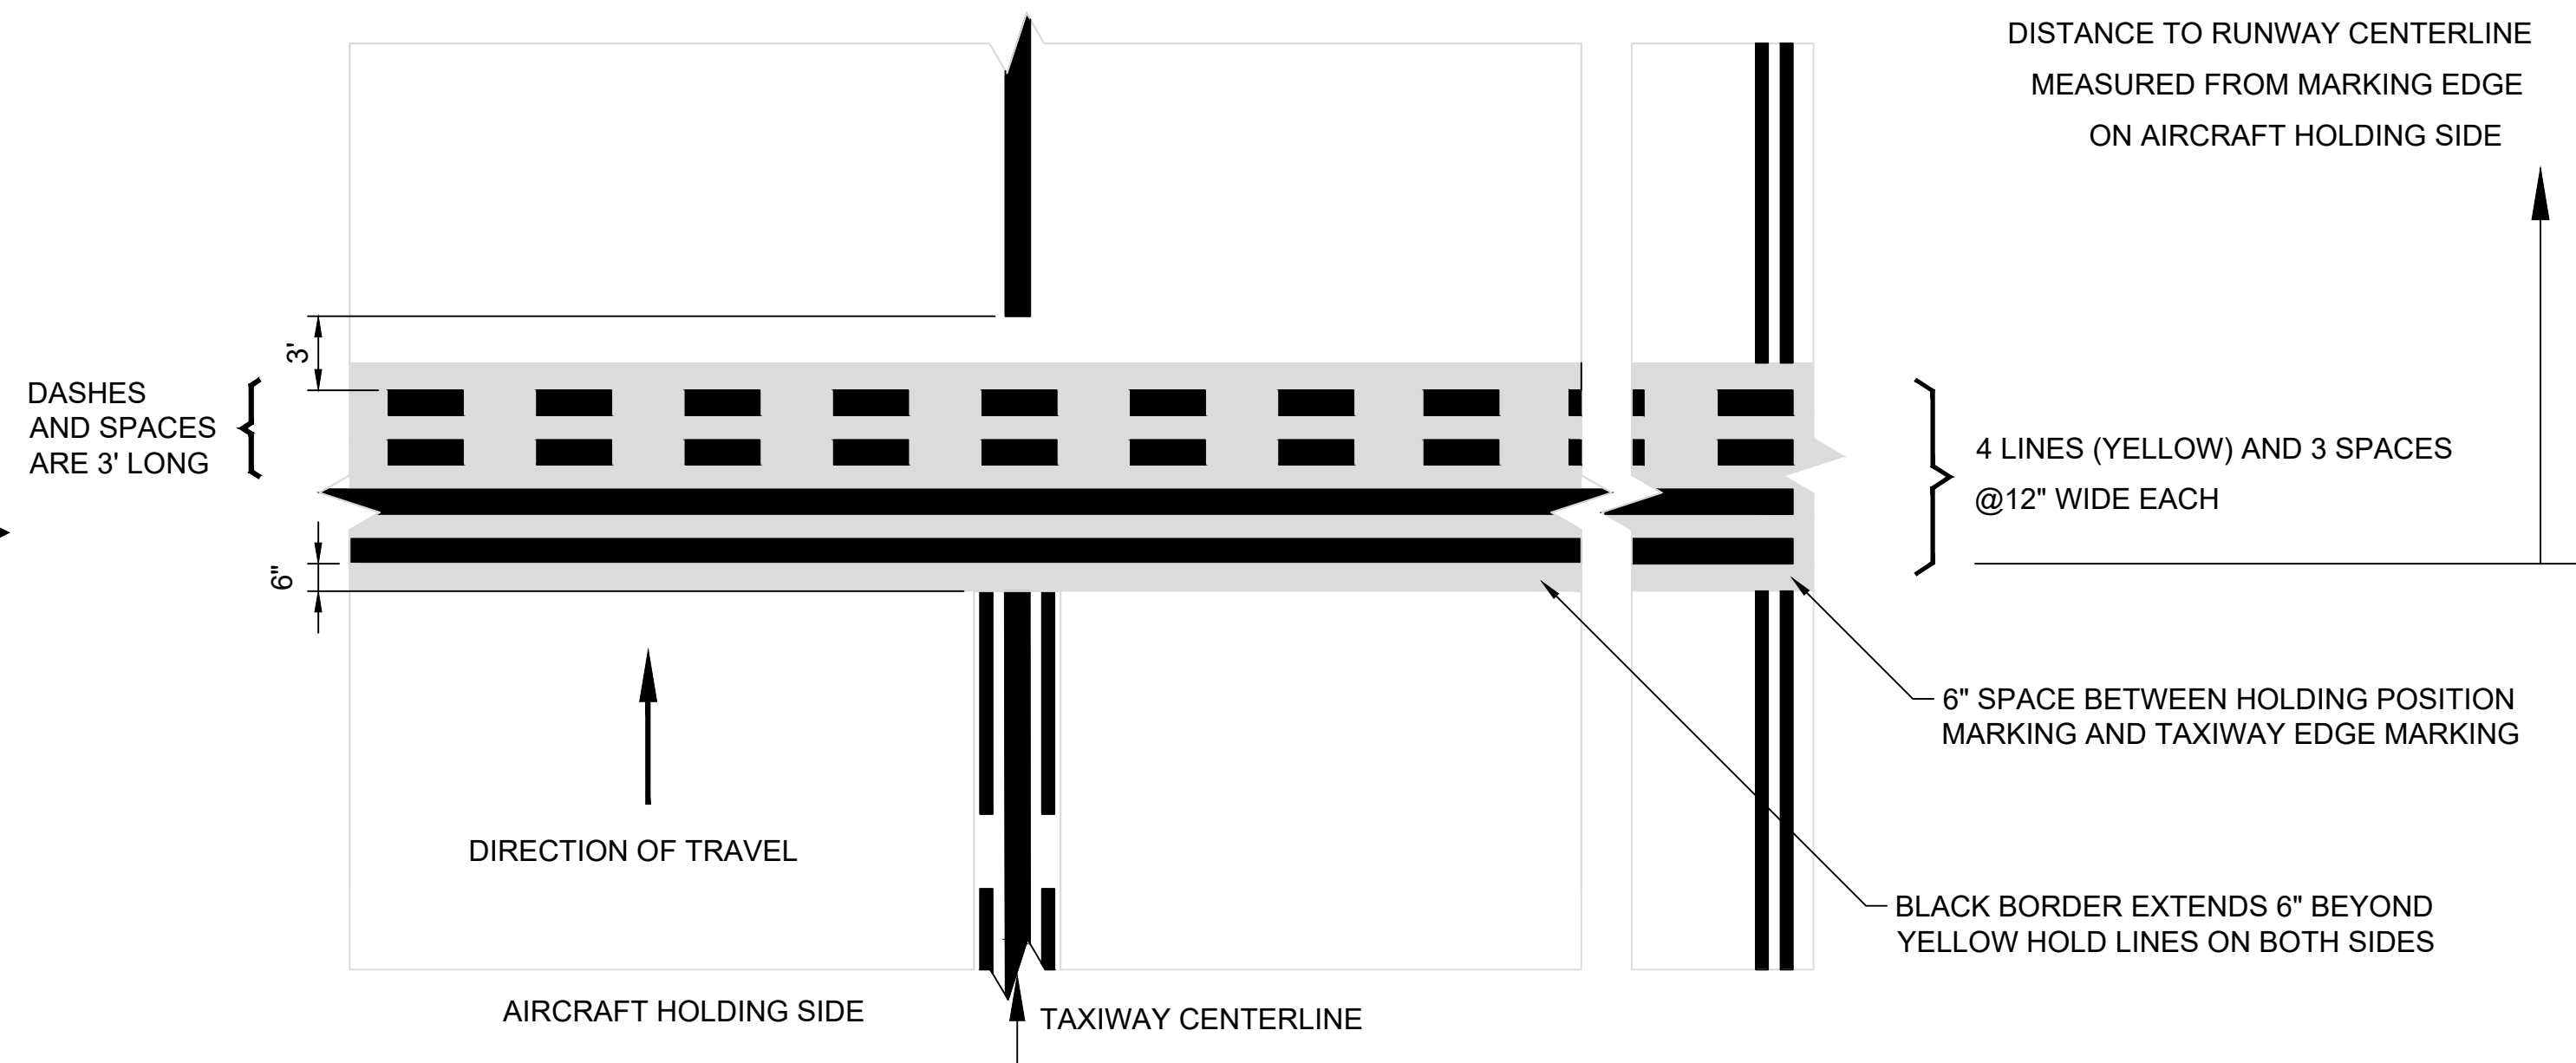 DISTANCE TO RUNWAY CENTERLINE
MEASURED FROM MARKING EDGE
ON AIRCRAFT HOLDING SIDE
3'
DASHES
AND SPACES
ARE 3' LONG
4 LINES (YELLOW) AND 3 SPACES
@12" WIDE EACH
6"
6" SPACE BETWEEN HOLDING POSITION
MARKING AND TAXIWAY EDGE MARKING
DIRECTION OF TRAVEL
BLACK BORDER EXTENDS 6" BEYOND
YELLOW HOLD LINES ON BOTH SIDES
AIRCRAFT HOLDING SIDE
TAXIWAY CENTERLINE